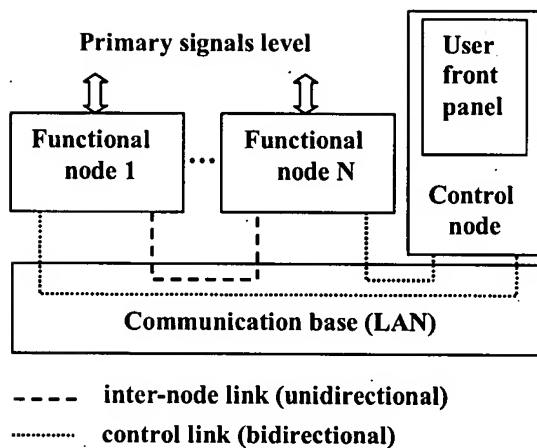 Primary signals level
User
front
panel
Functional
node 1
...
Functional
node N
Control
node
Communication base (LAN)
inter-node link (unidirectional)
control link (bidirectional)